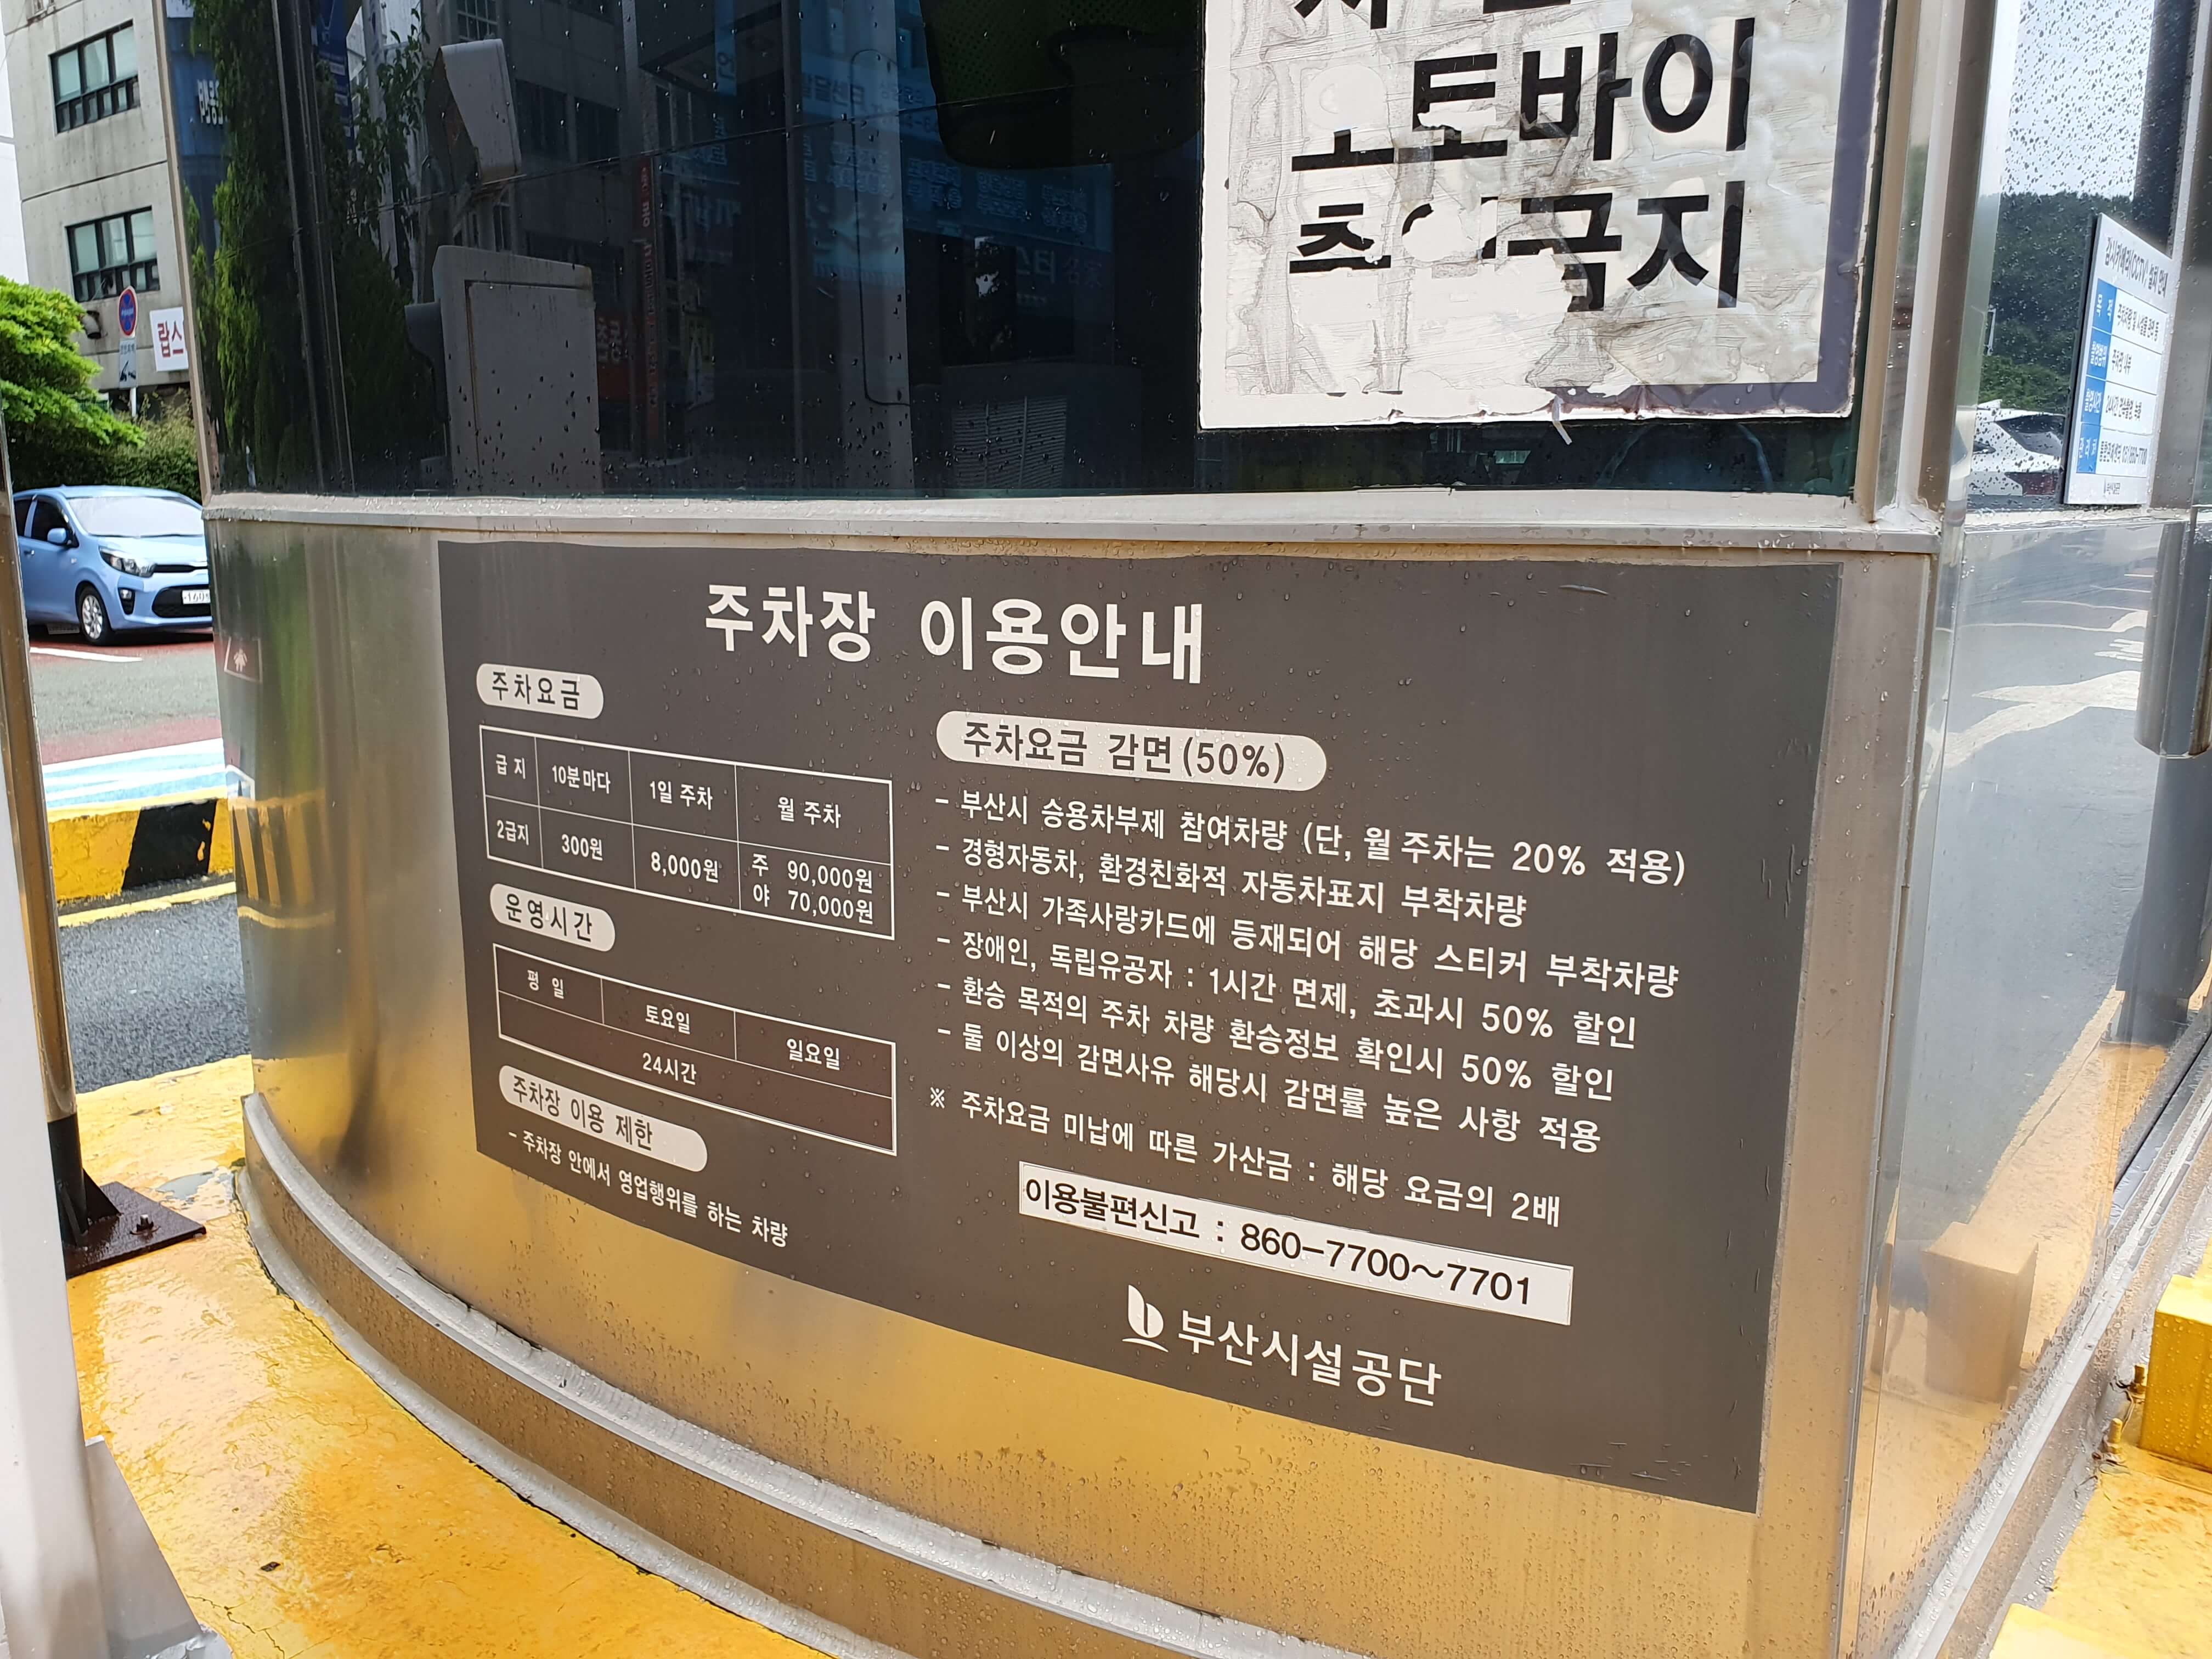 오토바이
출입금지
주차장 이용안내
주차요금
급지 10분마다 1일 주차 월 주차
2급지 300원 8,000원 주 90,000원
야 70,000원
운영시간
평일 토요일 일요일
24시간
주차장 이용 제한
- 주차장 안에서 영업행위를 하는 차량
주차요금 감면(50%)
- 부산시 승용차부제 참여차량 (단, 월 주차는 20% 적용)
- 경형자동차, 환경친화적 자동차표지 부착차량
- 부산시 가족사랑카드에 등재되어 해당 스티커 부착차량
- 장애인, 독립유공자 : 1시간 면제, 초과시 50% 할인
- 환승 목적의 주차 차량 환승정보 확인시 50% 할인
- 둘 이상의 감면사유 해당시 감면률 높은 사항 적용
※ 주차요금 미납에 따른 가산금 : 해당 요금의 2배
이용불편신고 : 860-7700~7701
부산시설공단
랍스